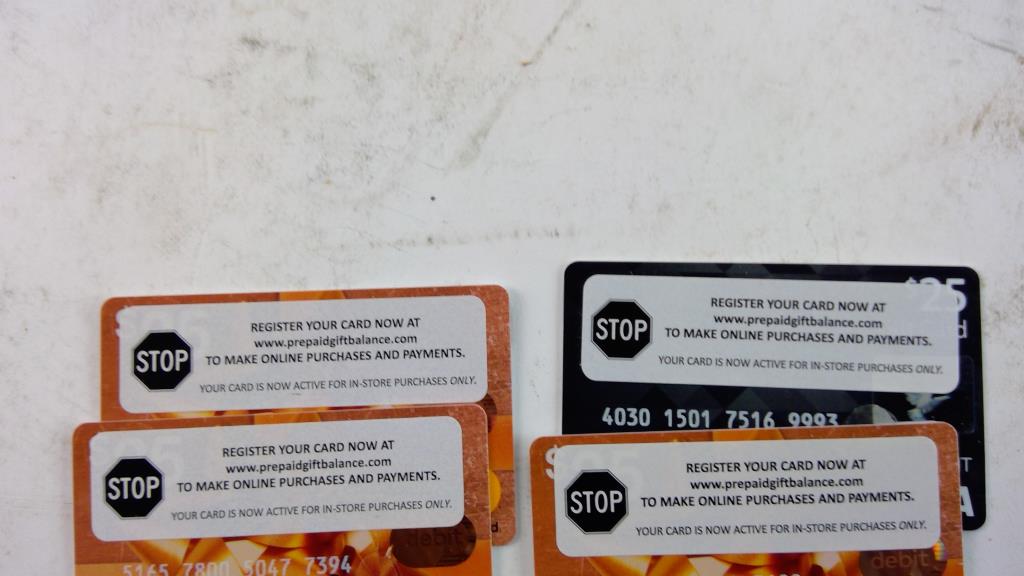 REGISTER YOUR CARD NOW AT
www.prepaidgiftbalance.com
STOP
TO MAKE ONLINE PURCHASES AND PAYMENTS.
YOUR CARD IS NOW ACTIVE FOR IN-STORE PURCHASES ONLY.
$25
REGISTER YOUR CARD NOW AT
www.prepaidgiftbalance.com
STOP
TO MAKE ONLINE PURCHASES AND PAYMENTS.
YOUR CARD IS NOW ACTIVE FOR IN-STORE PURCHASES ONLY.
4030 1501 7516 9993
REGISTER YOUR CARD NOW AT
www.prepaidgiftbalance.com
STOP
TO MAKE ONLINE PURCHASES AND PAYMENTS.
YOUR CARD IS NOW ACTIVE FOR IN-STORE PURCHASES ONLY.
debit
5165 7800 5047 7394
REGISTER YOUR CARD NOW AT
www.prepaidgiftbalance.com
STOP
TO MAKE ONLINE PURCHASES AND PAYMENTS.
YOUR CARD IS NOW ACTIVE FOR IN-STORE PURCHASES ONLY.
debit